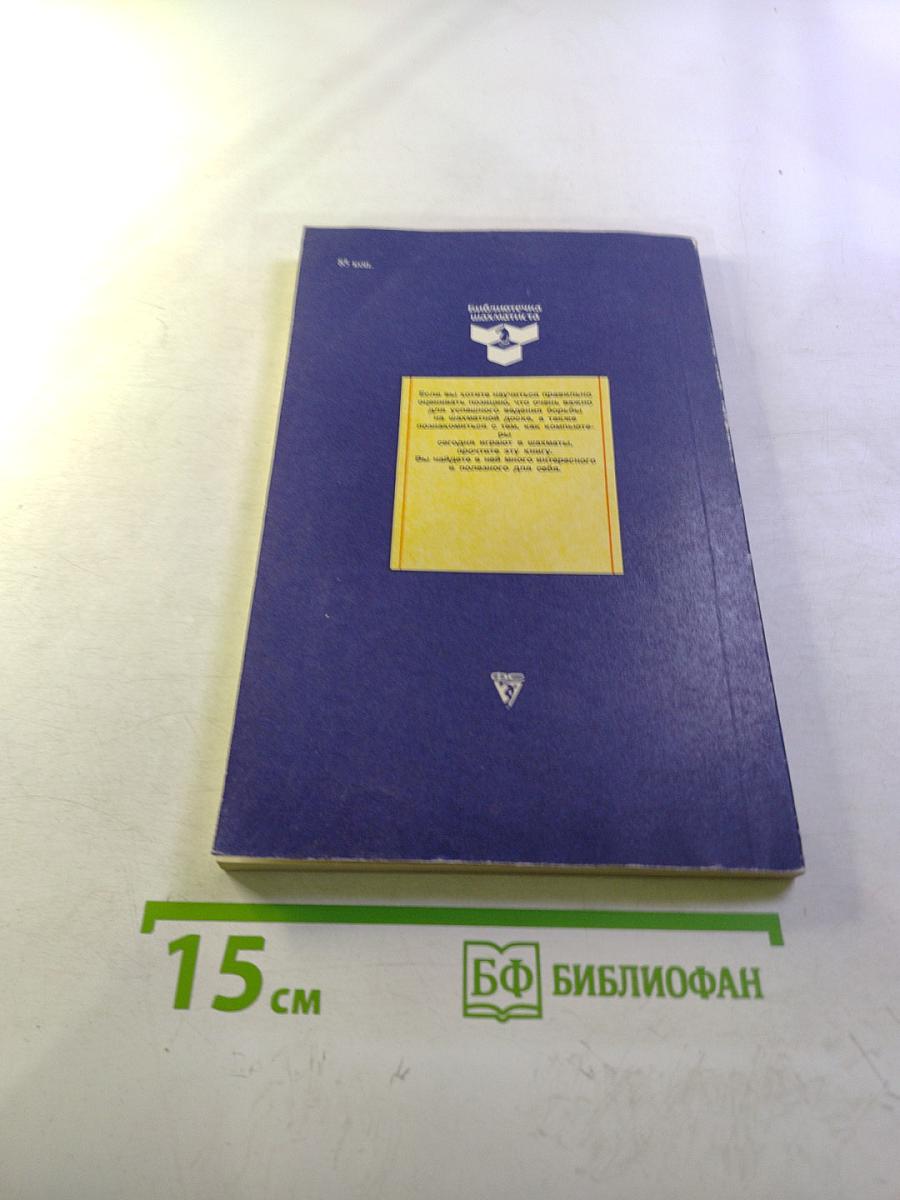 коп.
Библиотечка
шахматиста
Если вы хотите научиться правильно
оценивать позицию, что очень важно
для успешного ведения борьбы
на шахматной доске, а также
познакомиться с тем, как компьюте-
ры
сегодня играют в шахматы,
прочтите эту книгу.
Вы найдете в ней много интересного
и полезного для себя.
ФС
15 см
БФ БИБЛИОФАН